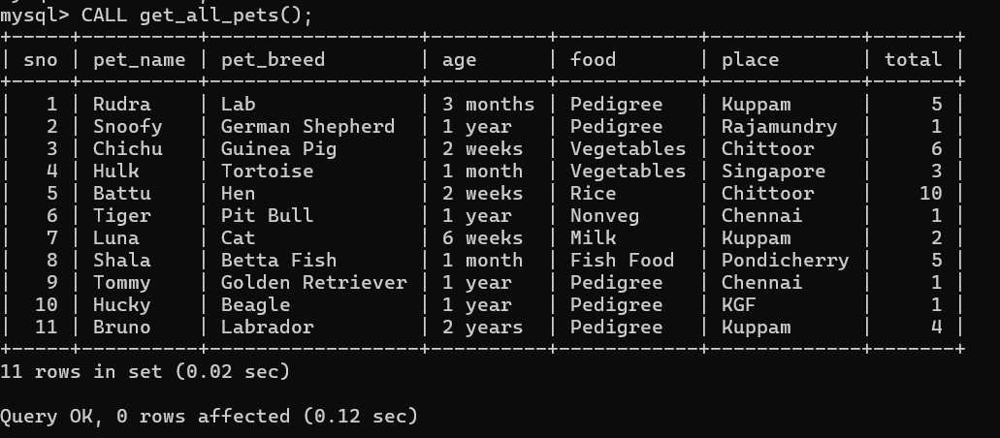 mysql> CALL get_all_pets();
+-----+-----------+------------------+----------+------------+-------------+-------+
| sno | pet_name | pet_breed | age | food | place | total |
+-----+-----------+------------------+----------+------------+-------------+-------+
| 1 | Rudra | Lab | 3 months | Pedigree | Kuppam | 5 |
| 2 | Snoofy | German Shepherd | 1 year | Pedigree | Rajamundry | 1 |
| 3 | Chichu | Guinea Pig | 2 weeks | Vegetables | Chittoor | 6 |
| 4 | Hulk | Tortoise | 1 month | Vegetables | Singapore | 3 |
| 5 | Battu | Hen | 2 weeks | Rice | Chittoor | 10 |
| 6 | Tiger | Pit Bull | 1 year | Nonveg | Chennai | 1 |
| 7 | Luna | Cat | 6 weeks | Milk | Kuppam | 2 |
| 8 | Shala | Betta Fish | 1 month | Fish Food | Pondicherry | 5 |
| 9 | Tommy | Golden Retriever | 1 year | Pedigree | Chennai | 1 |
| 10 | Hucky | Beagle | 1 year | Pedigree | KGF | 1 |
| 11 | Bruno | Labrador | 2 years | Pedigree | Kuppam | 4 |
+-----+-----------+------------------+----------+------------+-------------+-------+
11 rows in set (0.02 sec)
Query OK, 0 rows affected (0.12 sec)